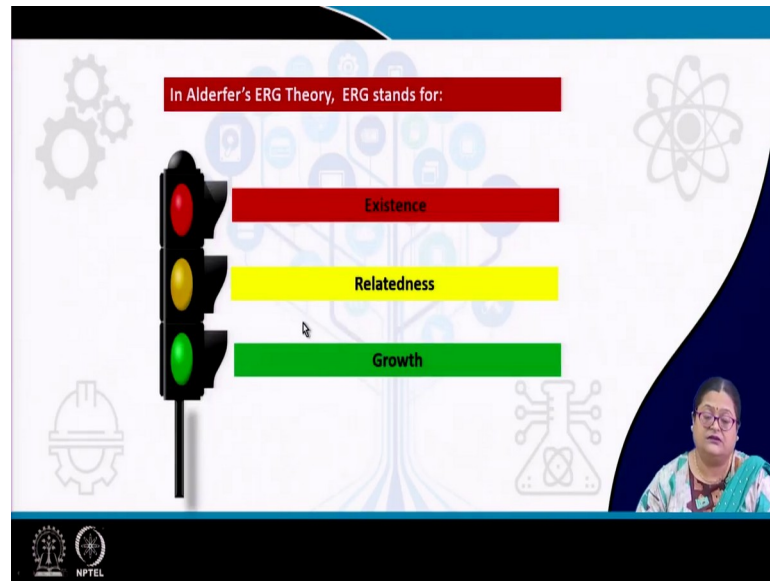 In Alderfer's ERG Theory, ERG stands for:
Existence
Relatedness
Growth
NPTEL